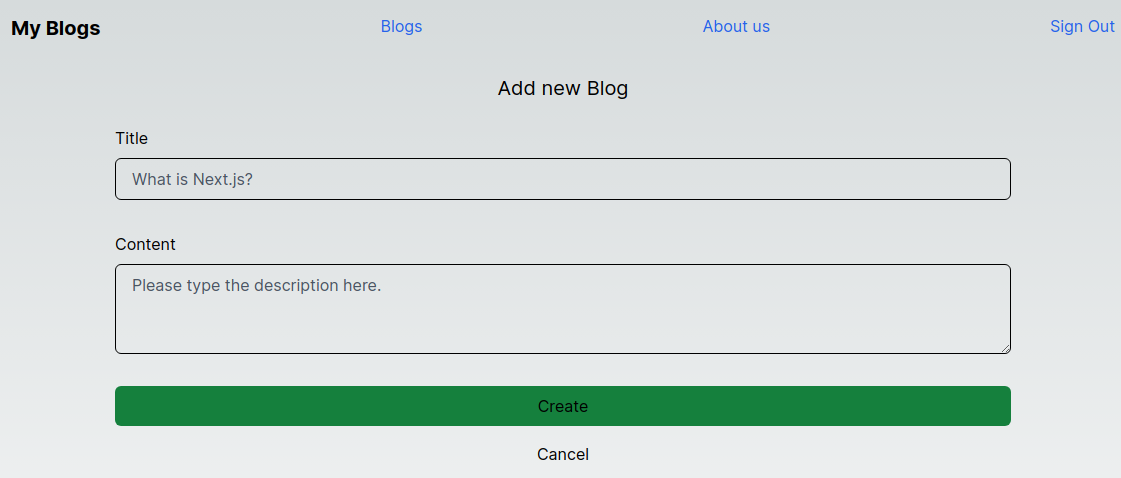 My Blogs Blogs About us Sign Out
Add new Blog
Title
What is Next.js?
Content
Please type the description here.
Create
Cancel